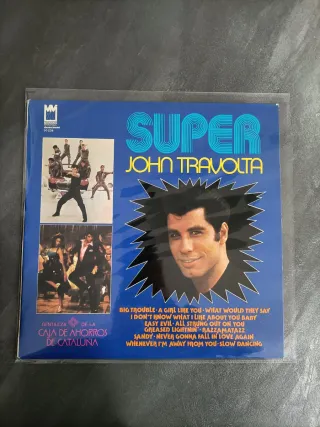 SUPER
JOHN TRAVOLTA
BIG TROUBLE · A GIRL LIKE YOU · WHAT WOULD THEY SAY
I DON'T KNOW WHAT I LIKE ABOUT YOU BABY
EASY EVIL · ALL STRUNG OUT ON YOU
GREASED LIGHTNIN' · RAZZAMATAZZ
SANDY · NEVER GONNA FALL IN LOVE AGAIN
WHENEVER I'M AWAY FROM YOU · SLOW DANCING
DE LA
CAJA DE AHORROS
DE CATALUÑA